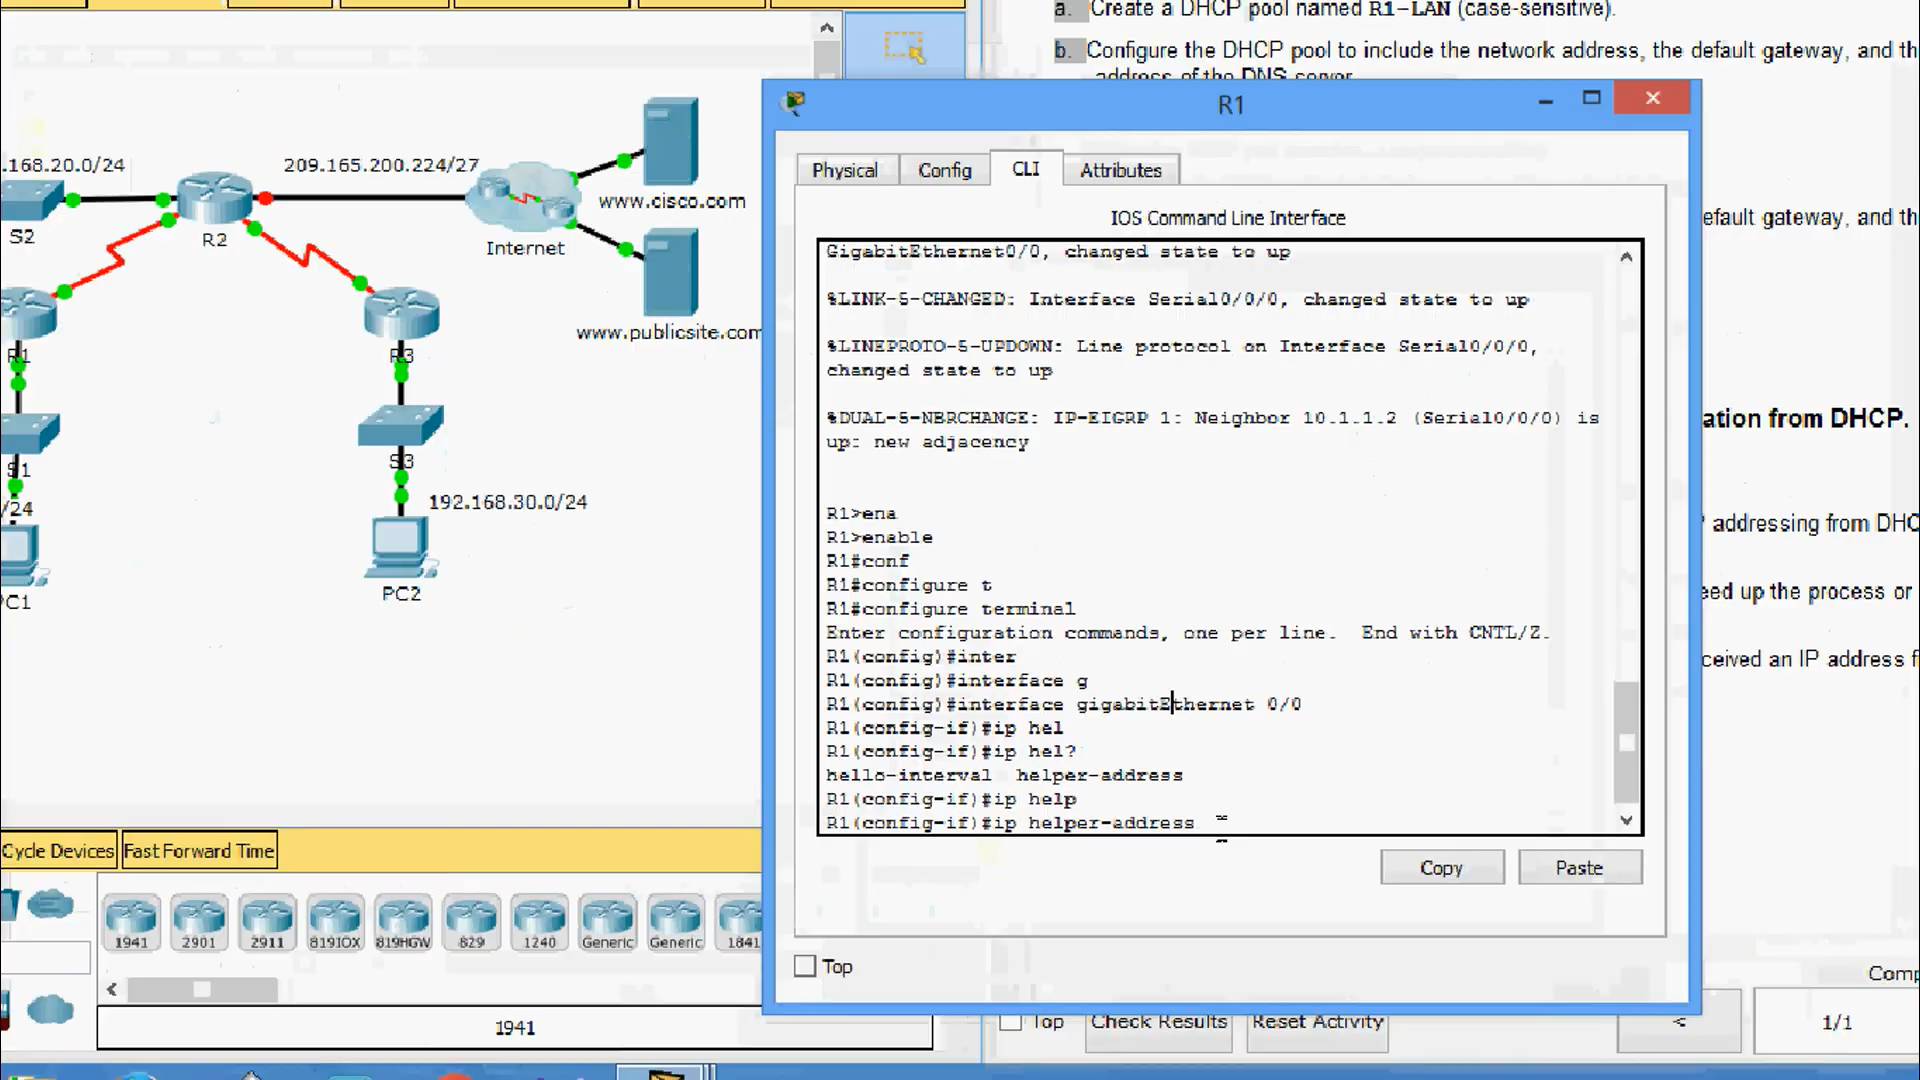 a. Create a DHCP pool named R1-LAN (case-sensitive).
b. Configure the DHCP pool to include the network address, the default gateway, and th
address of the DNS server
.168.20.0/24
209.165.200.224/27
S2
R2
Internet
www.cisco.com
www.publicsite.com
R1
R3
S1
S3
/24
192.168.30.0/24
PC1
PC2
R1
Physical
Config
CLI
Attributes
IOS Command Line Interface
GigabitEthernet0/0, changed state to up
%LINK-5-CHANGED: Interface Serial0/0/0, changed state to up
%LINEPROTO-5-UPDOWN: Line protocol on Interface Serial0/0/0,
changed state to up
%DUAL-5-NBRCHANGE: IP-EIGRP 1: Neighbor 10.1.1.2 (Serial0/0/0) is
up: new adjacency
R1>ena
R1>enable
R1#conf
R1#configure t
R1#configure terminal
Enter configuration commands, one per line.  End with CNTL/Z.
R1(config)#inter
R1(config)#interface g
R1(config)#interface gigabitEthernet 0/0
R1(config-if)#ip hel
R1(config-if)#ip hel?
hello-interval  helper-address
R1(config-if)#ip help
R1(config-if)#ip helper-address
Copy
Paste
Top
efault gateway, and th
ation from DHCP.
addressing from DHC
eed up the process or
ceived an IP address f
Comp
Top
Check Results
Reset Activity
<
1/1
Cycle Devices
Fast Forward Time
1941
2901
2911
819IOX
819HGW
829
1240
Generic
Generic
1841
<
1941